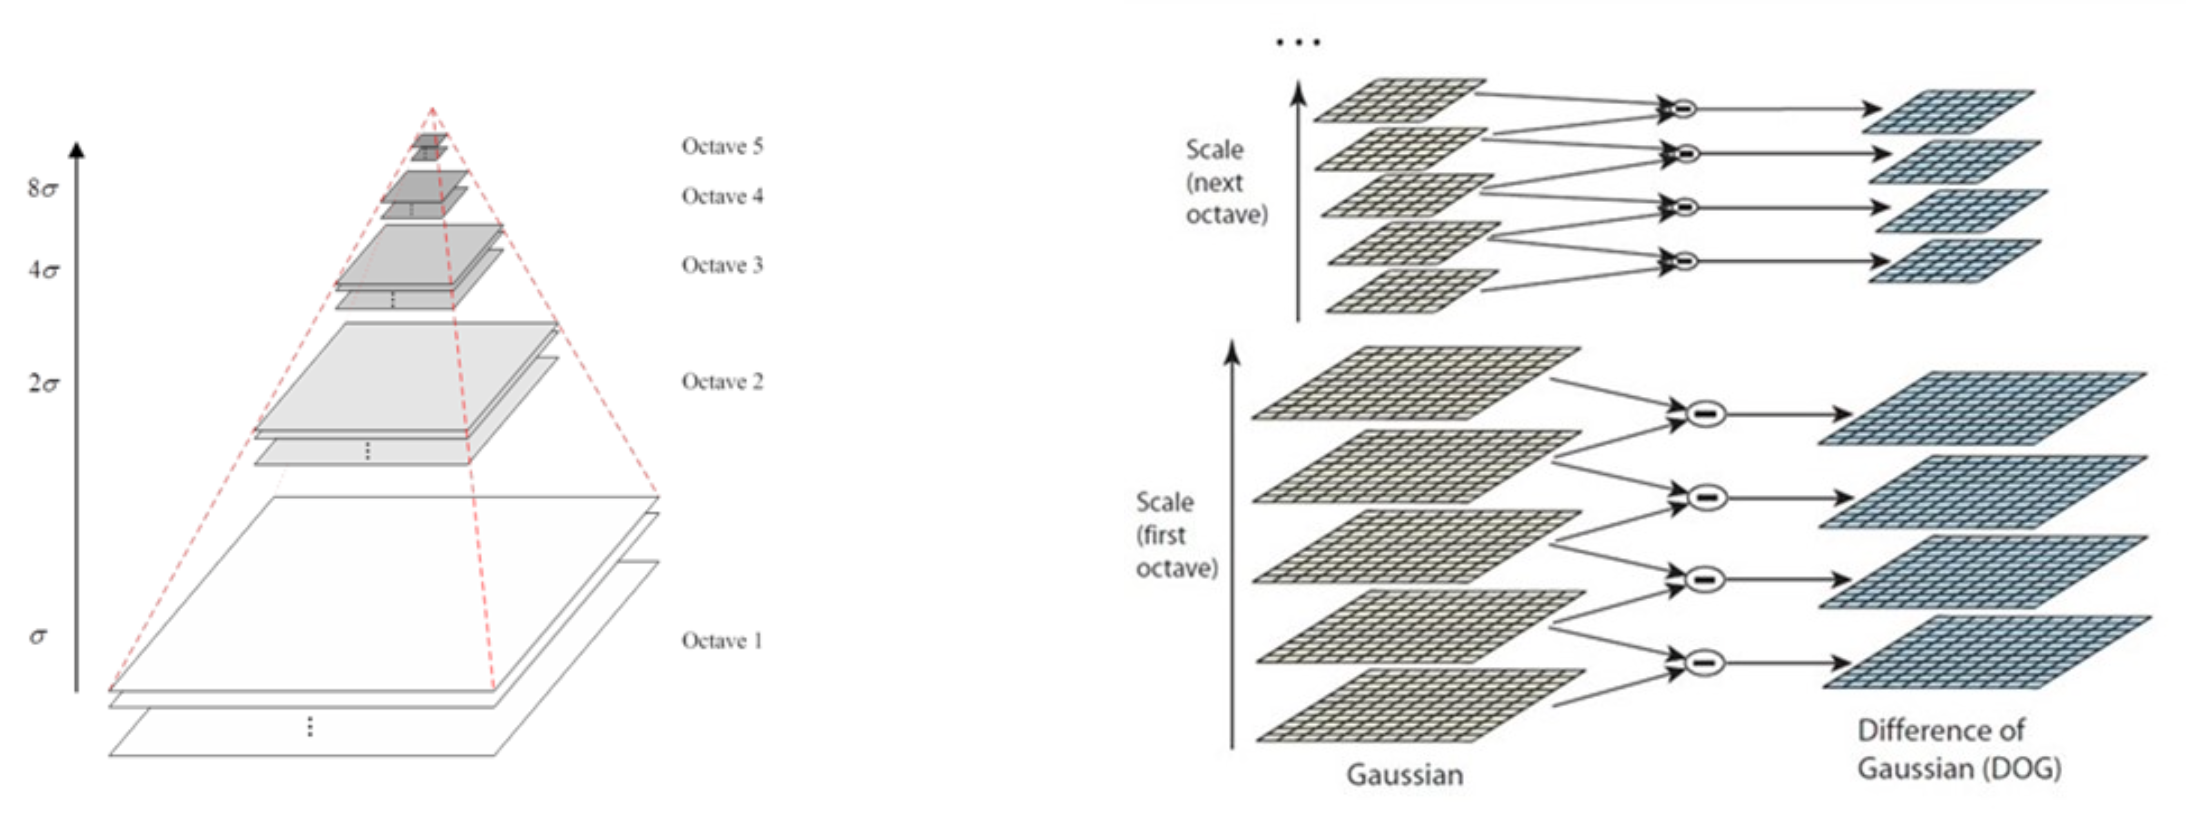 8σ
4σ
2σ
σ
Octave 5
Octave 4
Octave 3
Octave 2
Octave 1
...
Scale
(next
octave)
Scale
(first
octave)
Gaussian
Difference of
Gaussian (DOG)